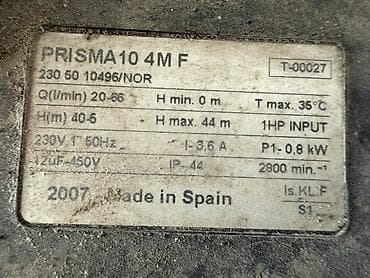 PRISMA10 4M F T-00027
230 50 10496/NOR
Q(l/min) 20-66 H min. 0 m T max. 35°C
H(m) 40-5 H max. 44 m 1HP INPUT
230V 1~50Hz I- 3,6 A P1- 0,8 kW
12uF-450V IP- 44 2800 min.⁻¹
2007 Made in Spain Is.KL.F
S1